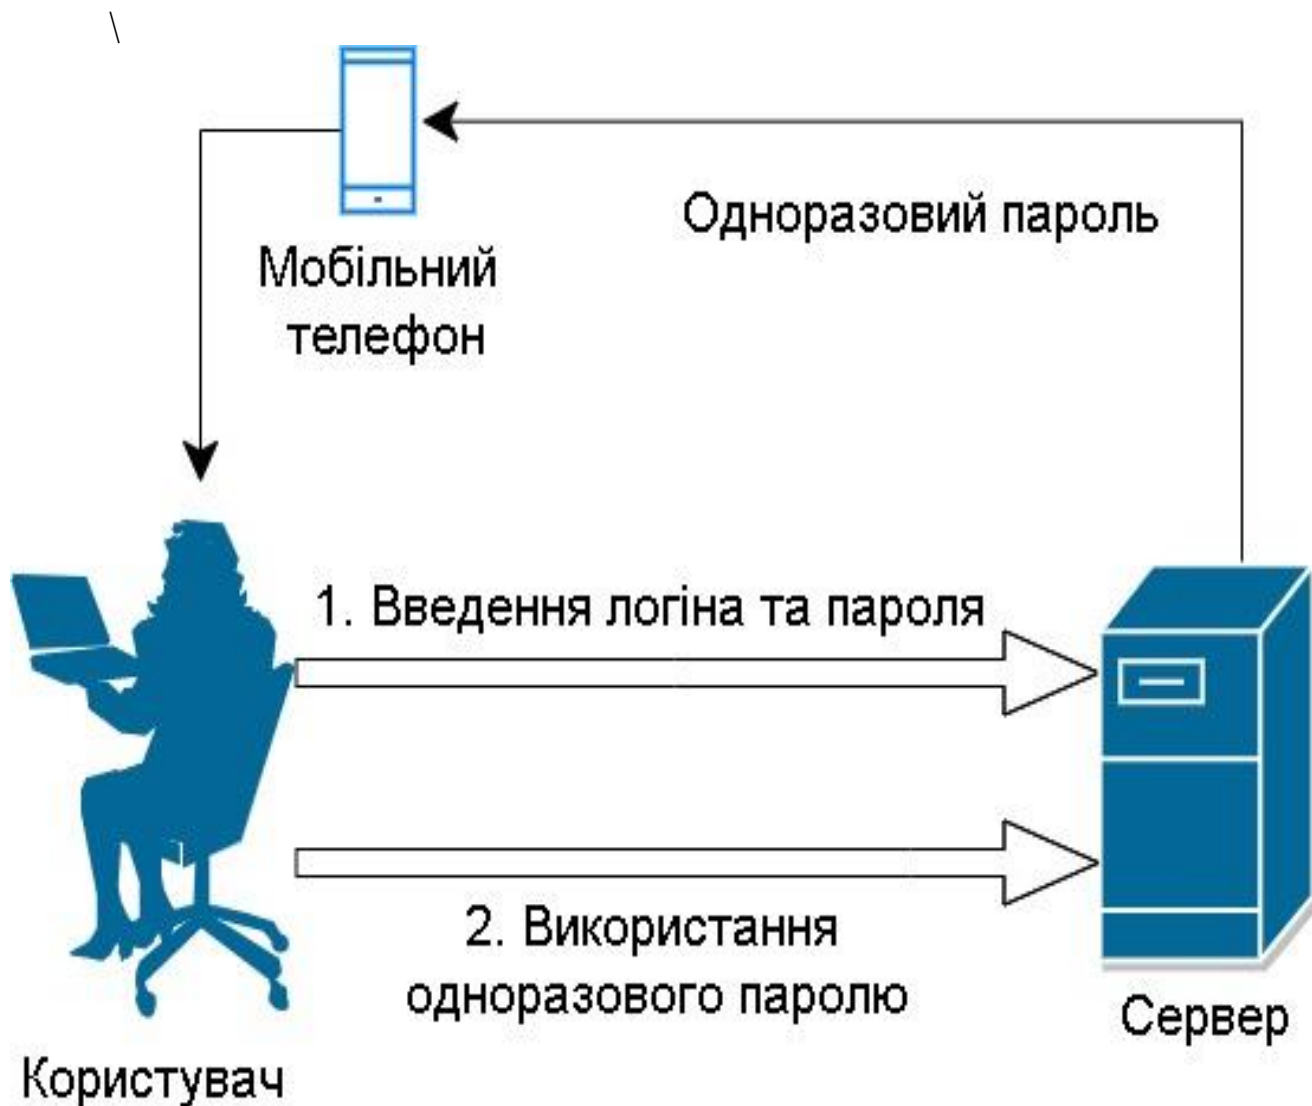 \
Одноразовий пароль
Мобільний
телефон
1. Введення логіна та пароля
2. Використання
одноразового паролю
Сервер
Користувач